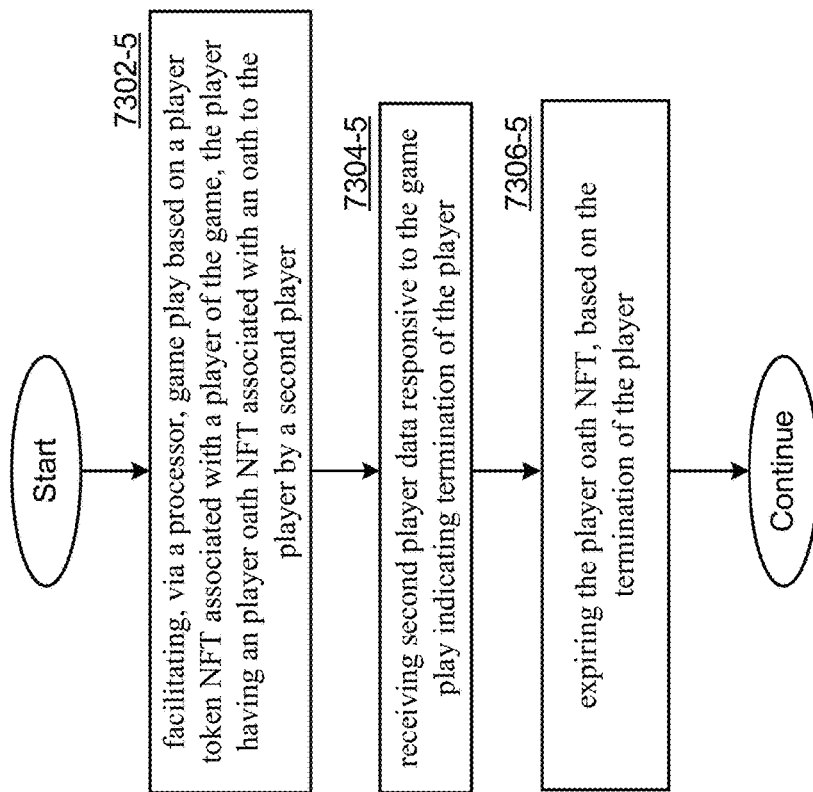 Start
7302-5
facilitating, via a processor, game play based on a player
token NFT associated with a player of the game, the player
having an player oath NFT associated with an oath to the
player by a second player
7304-5
receiving second player data responsive to the game
play indicating termination of the player
7306-5
expiring the player oath NFT, based on the
termination of the player
Continue